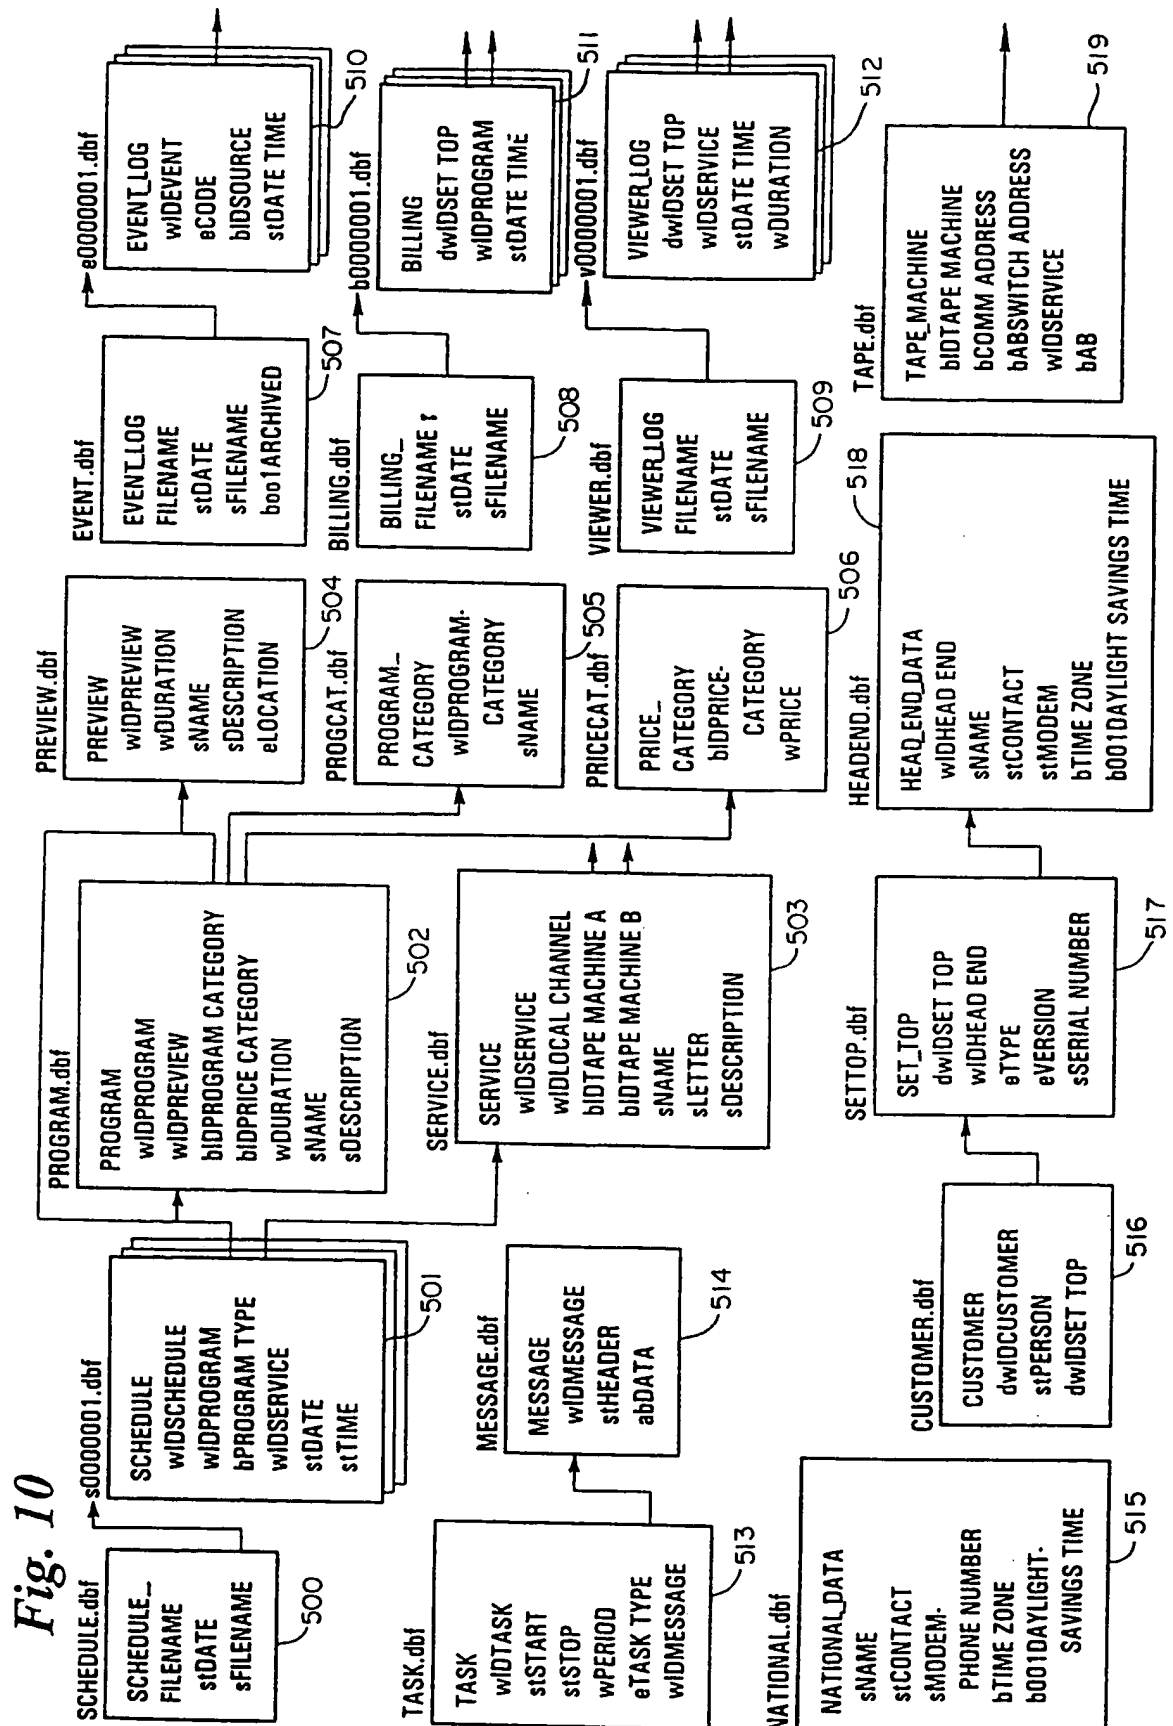 Fig. 10
SCHEDULE.dbf
SCHEDULE_
FILENAME
stDATE
sFILENAME
500
s0000001.dbf
SCHEDULE
wIDSCHEDULE
wIDPROGRAM
bPROGRAM TYPE
wIDSERVICE
stDATE
stTIME
501
PROGRAM.dbf
PROGRAM
wIDPROGRAM
wIDPREVIEW
bIDPROGRAM CATEGORY
bIDPRICE CATEGORY
wDURATION
sNAME
sDESCRIPTION
502
SERVICE.dbf
SERVICE
wIDSERVICE
wIDLOCAL CHANNEL
bIDTAPE MACHINE A
bIDTAPE MACHINE B
sNAME
sLETTER
sDESCRIPTION
503
PREVIEW.dbf
PREVIEW
wIDPREVIEW
wDURATION
sNAME
sDESCRIPTION
eLOCATION
504
PROGCAT.dbf
PROGRAM_
CATEGORY
wIDPROGRAM-
CATEGORY
sNAME
505
PRICECAT.dbf
PRICE_
CATEGORY
bIDPRICE-
CATEGORY
wPRICE
506
EVENT.dbf
EVENT_LOG
FILENAME
stDATE
sFILENAME
boo1ARCHIVED
507
BILLING.dbf
BILLING_
FILENAME
stDATE
sFILENAME
508
VIEWER.dbf
VIEWER_LOG
FILENAME
stDATE
sFILENAME
509
e0000001.dbf
EVENT_LOG
wIDEVENT
eCODE
bIDSOURCE
stDATE TIME
510
b0000001.dbf
BILLING
dwIDSET TOP
wIDPROGRAM
stDATE TIME
511
v0000001.dbf
VIEWER_LOG
dwIDSET TOP
wIDSERVICE
stDATE TIME
wDURATION
512
TASK.dbf
TASK
wIDTASK
stSTART
stSTOP
wPERIOD
eTASK TYPE
wIDMESSAGE
513
MESSAGE.dbf
MESSAGE
wIDMESSAGE
stHEADER
abDATA
514
NATIONAL.dbf
NATIONAL_DATA
sNAME
stCONTACT
sMODEM-
PHONE NUMBER
bTIME ZONE
b001DAYLIGHT-
SAVINGS TIME
515
CUSTOMER.dbf
CUSTOMER
dwIDCUSTOMER
stPERSON
dwIDSET TOP
516
SETTOP.dbf
SET_TOP
dwIDSET TOP
wIDHEAD END
eTYPE
eVERSION
sSERIAL NUMBER
517
HEADEND.dbf
HEAD_END_DATA
wIDHEAD END
sNAME
stCONTACT
stMODEM
bTIME ZONE
b001DAYLIGHT SAVINGS TIME
518
TAPE.dbf
TAPE_MACHINE
bIDTAPE MACHINE
bCOMM ADDRESS
bABSWITCH ADDRESS
wIDSERVICE
bAB
519